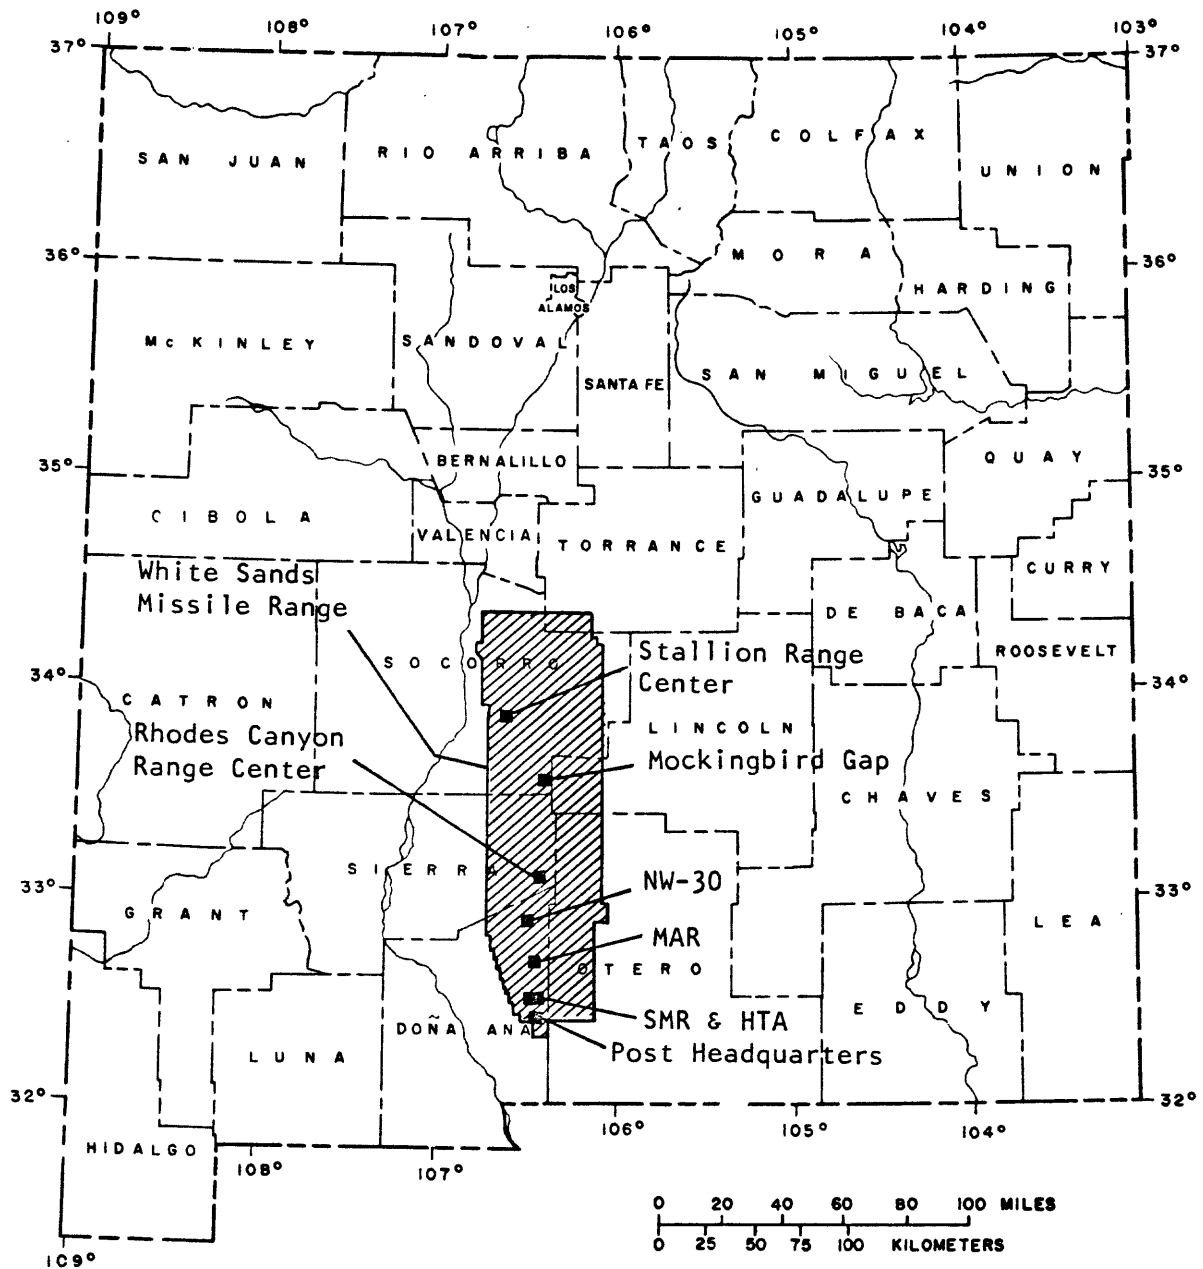 109°
108°
107°
106°
105°
104°
103°
37°
37°
SAN JUAN
RIO ARRIBA
TAOS
COLFAX
UNION
36°
MORA
36°
LOS
ALAMOS
HARDING
McKINLEY
SANDOVAL
SANTA FE
SAN MIGUEL
35°
BERNALILLO
QUAY
35°
CIBOLA
VALENCIA
TORRANCE
GUADALUPE
White Sands
Missile Range
CURRY
DE BACA
SOCORRO
Stallion Range
Center
ROOSEVELT
34°
34°
CATRON
LINCOLN
Rhodes Canyon
Range Center
Mockingbird Gap
CHAVES
SIERRA
33°
NW-30
33°
GRANT
LEA
MAR
OTERO
EDDY
SMR & HTA
DOÑA ANA
LUNA
Post Headquarters
32°
32°
HIDALGO
108°
107°
106°
105°
104°
109°
0 20 40 60 80 100 MILES
0 25 50 75 100 KILOMETERS